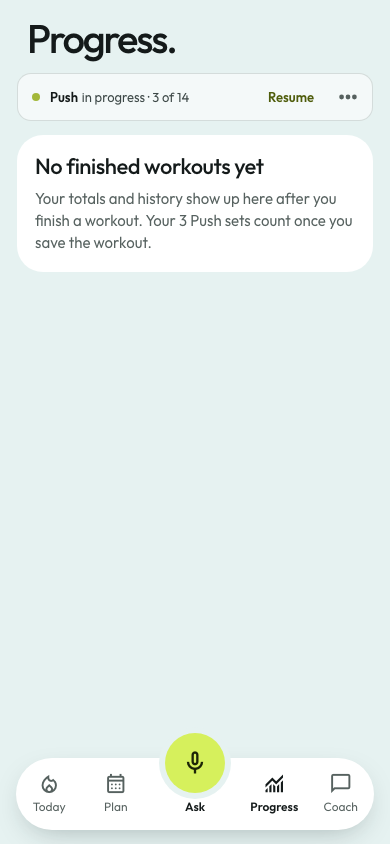 Progress.
Push in progress · 3 of 14
Resume
No finished workouts yet
Your totals and history show up here after you
finish a workout. Your 3 Push sets count once you
save the workout.
Today
Plan
Ask
Progress
Coach